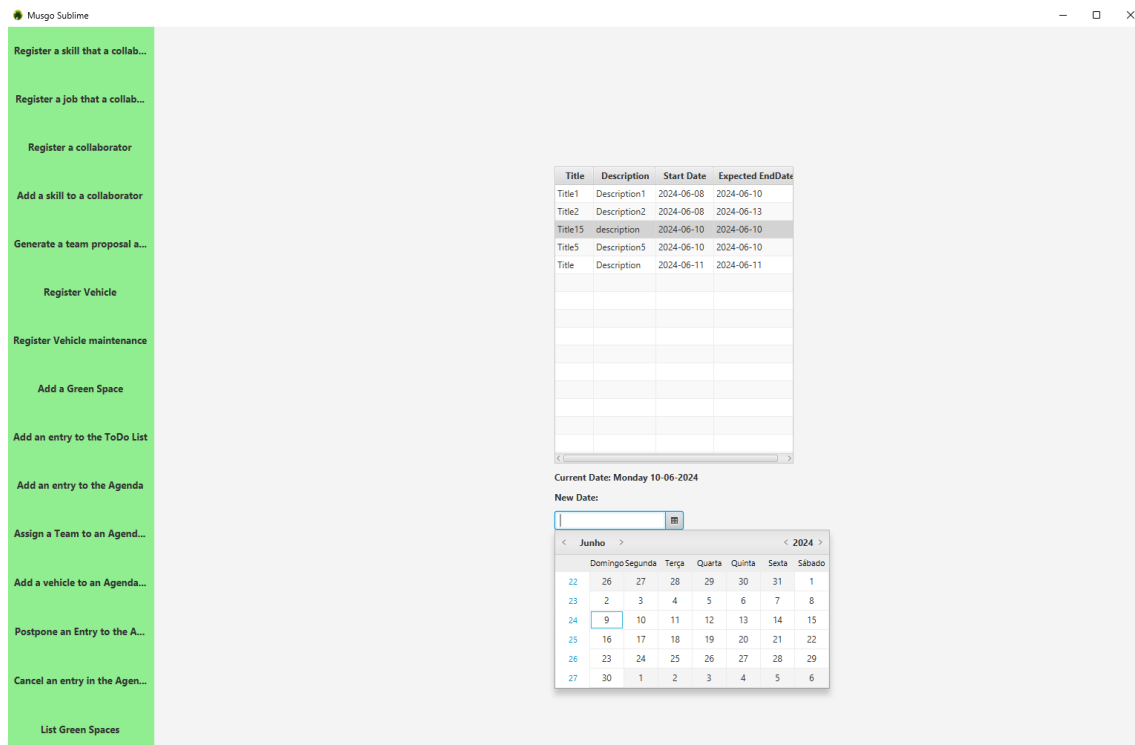 Musgo Sublime
Register a skill that a collab...
Register a job that a collab...
Register a collaborator
Add a skill to a collaborator
Generate a team proposal a...
Register Vehicle
Register Vehicle maintenance
Add a Green Space
Add an entry to the ToDo List
Add an entry to the Agenda
Assign a Team to an Agend...
Add a vehicle to an Agenda...
Postpone an Entry to the A...
Cancel an entry in the Agen...
List Green Spaces
Title Description Start Date Expected EndDate
Title1 Description1 2024-06-08 2024-06-10
Title2 Description2 2024-06-08 2024-06-13
Title15 description 2024-06-10 2024-06-10
Title5 Description5 2024-06-10 2024-06-10
Title Description 2024-06-11 2024-06-11
Current Date: Monday 10-06-2024
New Date:
< Junho > < 2024 >
Domingo Segunda Terça Quarta Quinta Sexta Sábado
22 26 27 28 29 30 31 1
23 2 3 4 5 6 7 8
24 9 10 11 12 13 14 15
25 16 17 18 19 20 21 22
26 23 24 25 26 27 28 29
27 30 1 2 3 4 5 6